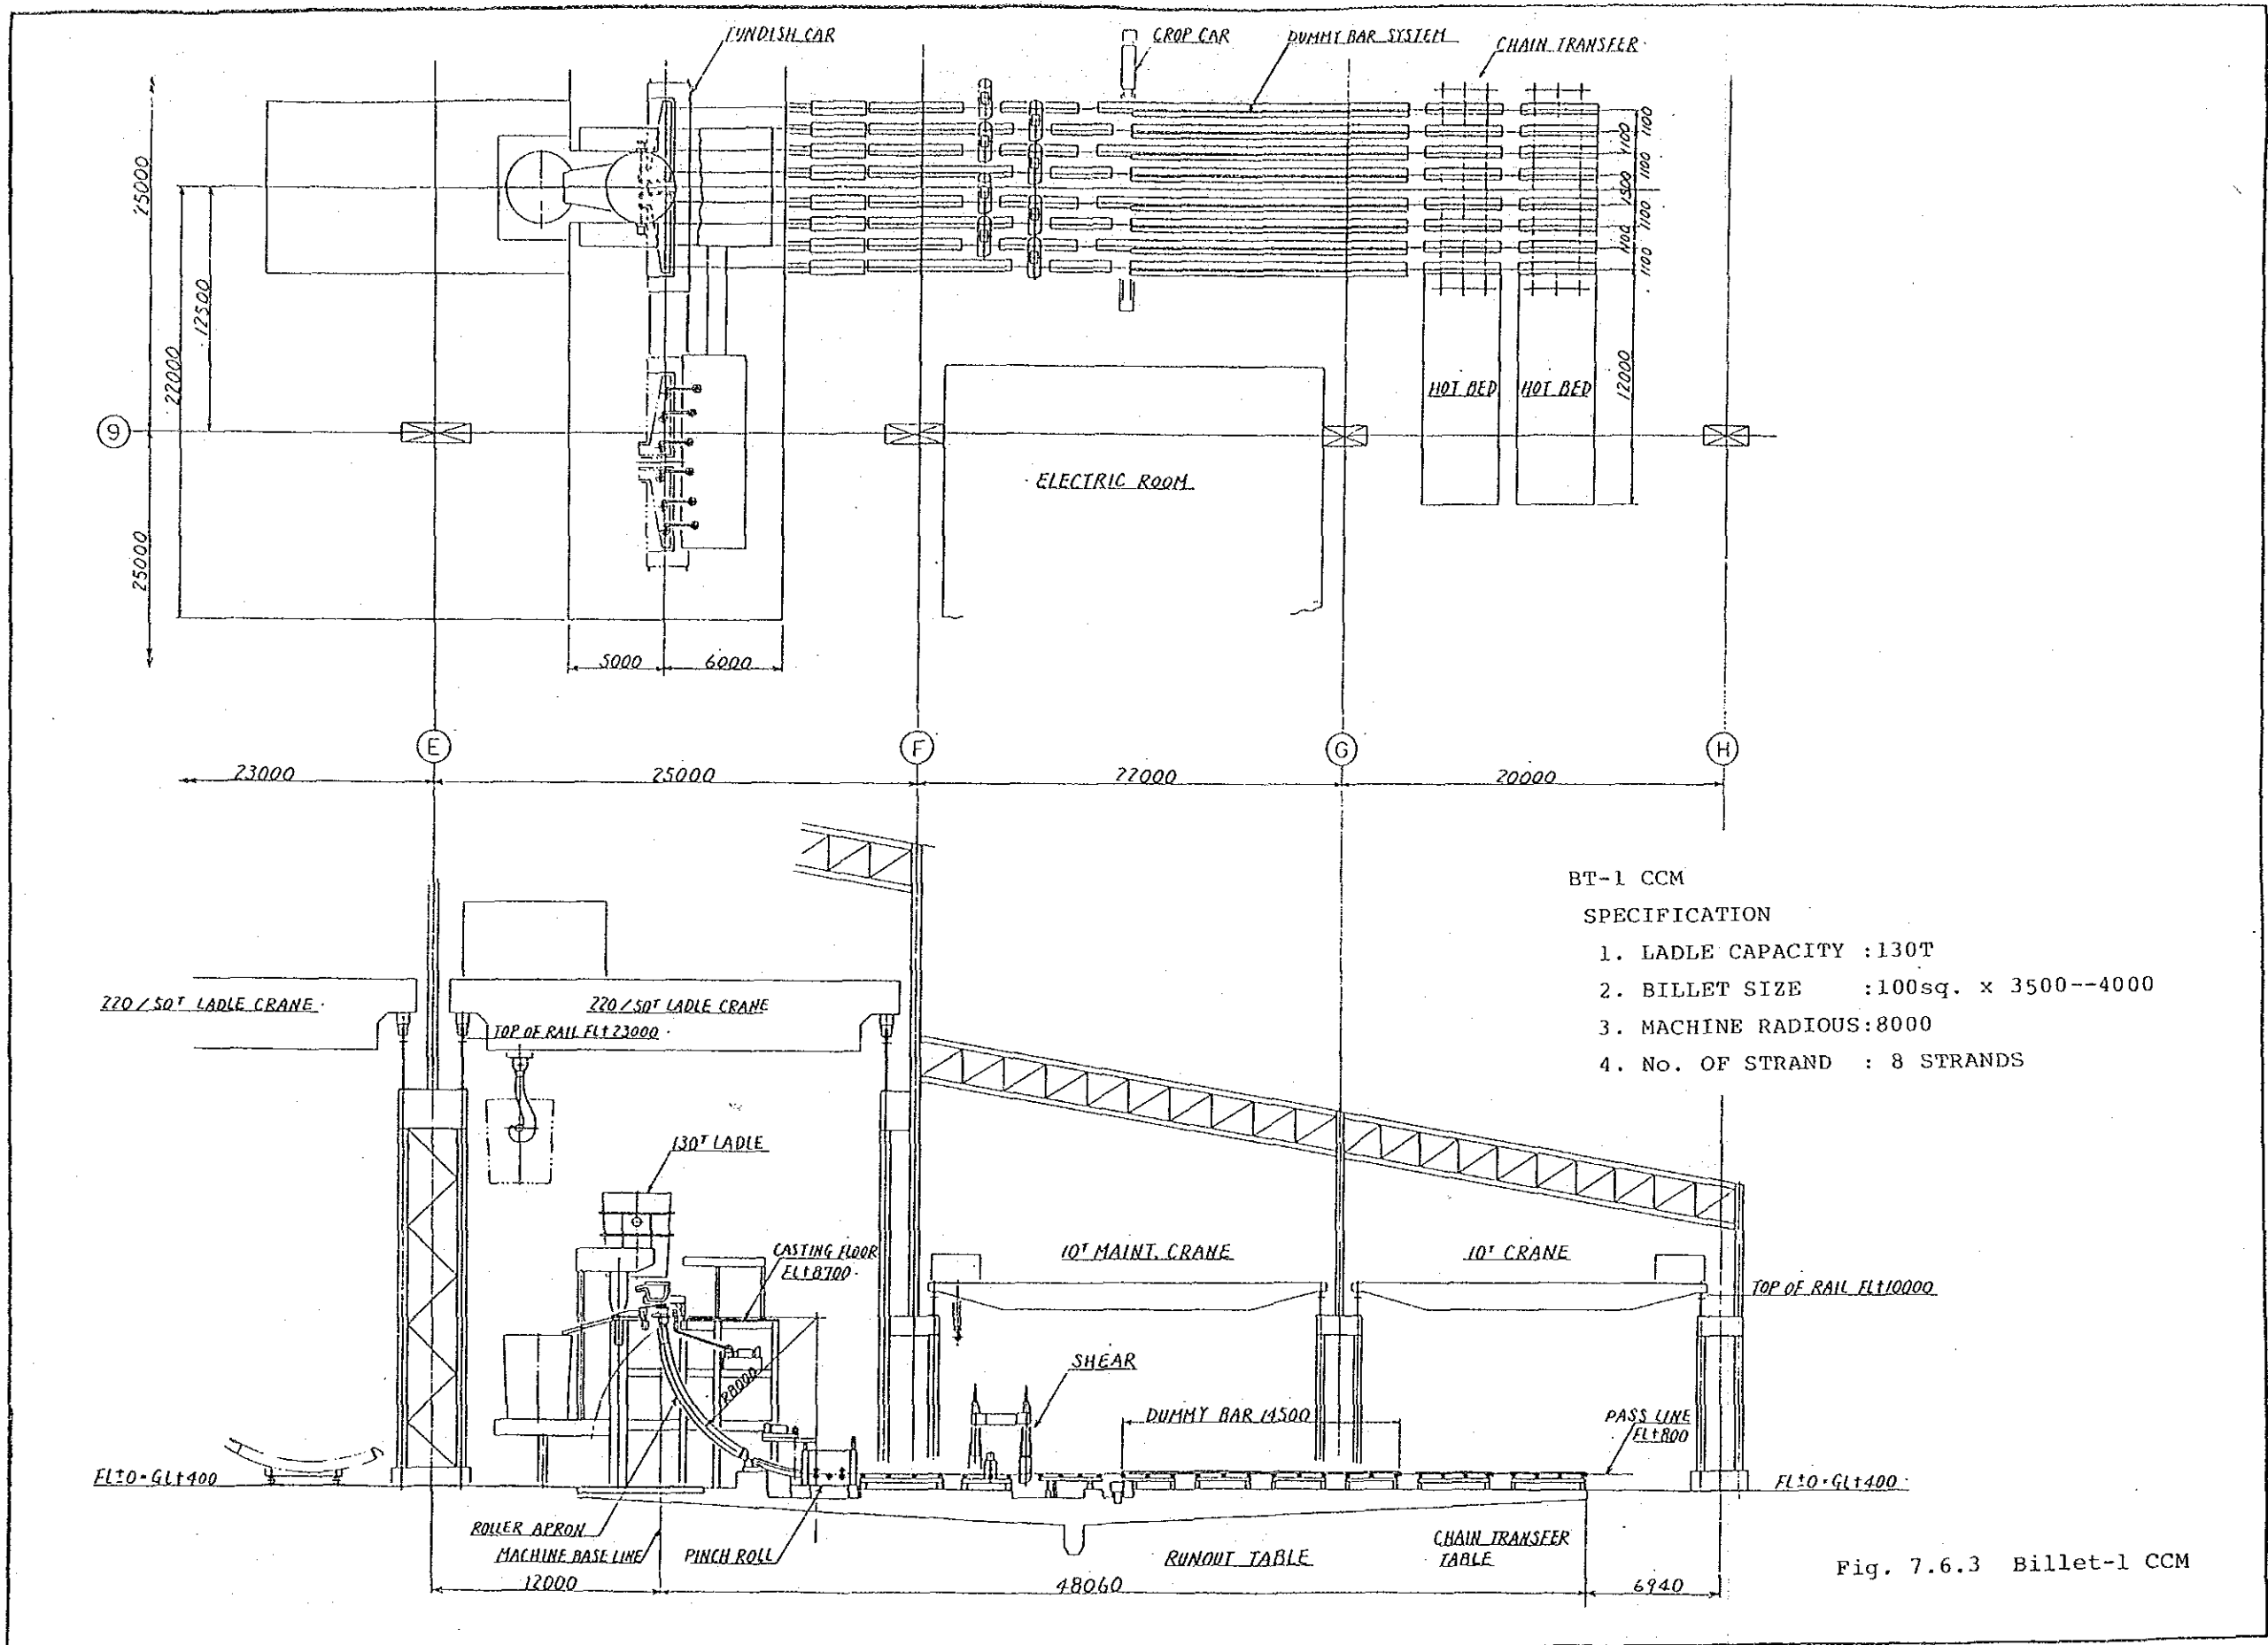 TUNDISH CAR
CROP CAR
DUMMY BAR SYSTEM
CHAIN TRANSFER
25000
22000
12500
25000
9
1100
1100
1100
1100
1500
1100
1100
1100
12000
HOT BED
HOT BED
ELECTRIC ROOM
5000
6000
E
F
G
H
23000
25000
22000
20000
BT-1 CCM
SPECIFICATION
1. LADLE CAPACITY :130T
2. BILLET SIZE :100sq. x 3500--4000
3. MACHINE RADIOUS:8000
4. No. OF STRAND : 8 STRANDS
220/50T LADLE CRANE
220/50T LADLE CRANE
TOP OF RAIL FL+23000
130T LADLE
CASTING FLOOR
FL+8700
10T MAINT. CRANE
10T CRANE
TOP OF RAIL FL+10000
R8000
SHEAR
DUMMY BAR 14500
PASS LINE
FL+800
FL±0=GL+400
FL±0=GL+400
ROLLER APRON
MACHINE BASE LINE
PINCH ROLL
RUNOUT TABLE
CHAIN TRANSFER
TABLE
12000
48060
6940
Fig. 7.6.3 Billet-1 CCM